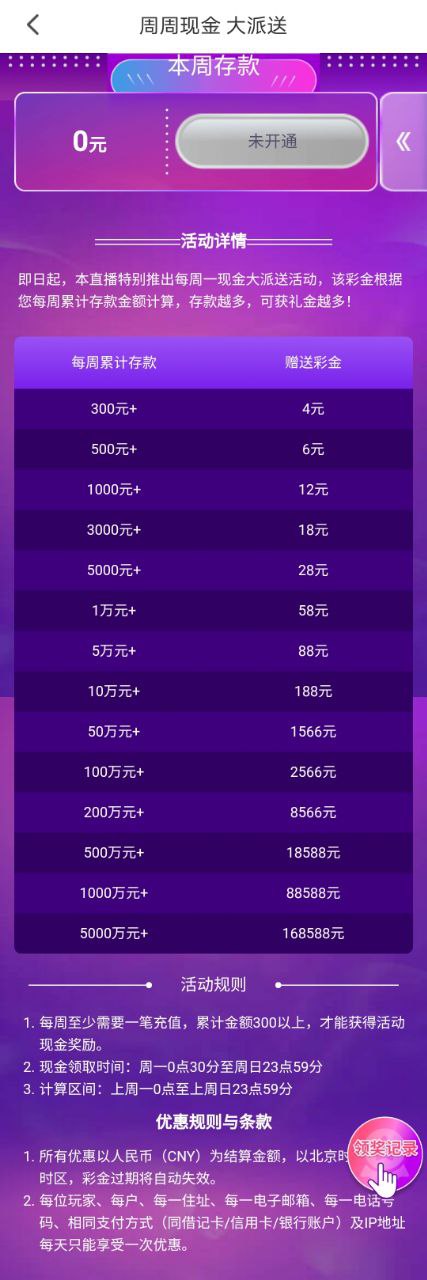 周周现金 大派送
本周存款
0元
未开通
活动详情
即日起，本直播特别推出每周一现金大派送活动，该彩金根据
您每周累计存款金额计算，存款越多，可获礼金越多！
每周累计存款 赠送彩金
300元+ 4元
500元+ 6元
1000元+ 12元
3000元+ 18元
5000元+ 28元
1万元+ 58元
5万元+ 88元
10万元+ 188元
50万元+ 1566元
100万元+ 2566元
200万元+ 8566元
500万元+ 18588元
1000万元+ 88588元
5000万元+ 168588元
活动规则
1. 每周至少需要一笔充值，累计金额300以上，才能获得活动
现金奖励。
2. 现金领取时间：周一0点30分至周日23点59分
3. 计算区间：上周一0点至上周日23点59分
优惠规则与条款
1. 所有优惠以人民币（CNY）为结算金额，以北京时
领奖记录
时区，彩金过期将自动失效。
2. 每位玩家、每户、每一住址、每一电子邮箱、每一电话号
码、相同支付方式（同借记卡/信用卡/银行账户）及IP地址
每天只能享受一次优惠。